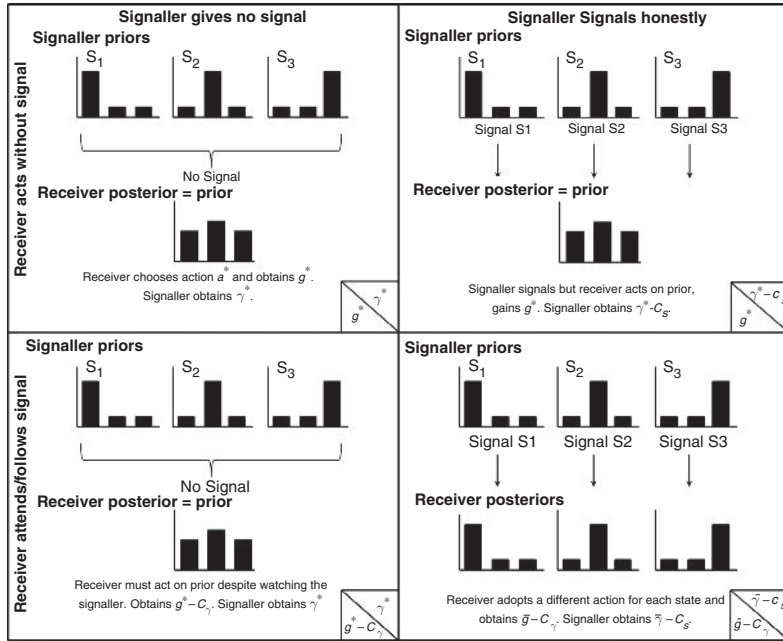 Signaller gives no signal
Signaller Signals honestly
Receiver acts without signal
Signaller priors
S1
S2
S3
No Signal
Receiver posterior = prior
Receiver chooses action a* and obtains g*.
Signaller obtains γ*.
γ*
g*
Signaller priors
S1
S2
S3
Signal S1
Signal S2
Signal S3
Receiver posterior = prior
Signaller signals but receiver acts on prior,
gains g*. Signaller obtains γ*-Cs.
γ*–cs
g*
Receiver attends/follows signal
Signaller priors
S1
S2
S3
No Signal
Receiver posterior = prior
Receiver must act on prior despite watching the
signaller. Obtains g*–Cγ. Signaller obtains γ*
γ*
g*–Cγ
Signaller priors
S1
S2
S3
Signal S1
Signal S2
Signal S3
Receiver posteriors
Receiver adopts a different action for each state and
obtains ḡ–Cγ. Signaller obtains γ̄–Cs.
γ̄–cs
ḡ–Cγ